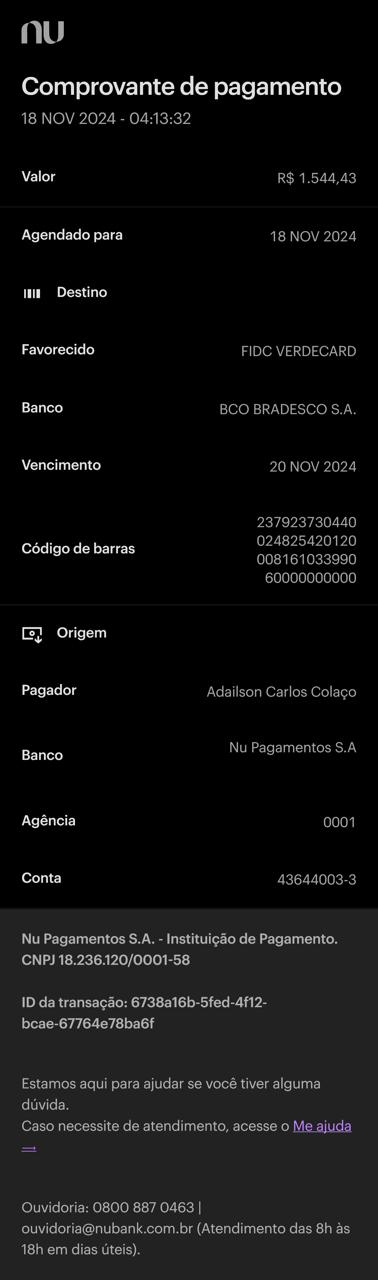 nu
Comprovante de pagamento
18 NOV 2024 - 04:13:32
Valor R$ 1.544,43
Agendado para 18 NOV 2024
Destino
Favorecido FIDC VERDECARD
Banco BCO BRADESCO S.A.
Vencimento 20 NOV 2024
Código de barras
237923730440
024825420120
008161033990
60000000000
Origem
Pagador Adailson Carlos Colaço
Banco Nu Pagamentos S.A
Agência 0001
Conta 43644003-3
Nu Pagamentos S.A. - Instituição de Pagamento.
CNPJ 18.236.120/0001-58
ID da transação: 6738a16b-5fed-4f12-
bcae-67764e78ba6f
Estamos aqui para ajudar se você tiver alguma
dúvida.
Caso necessite de atendimento, acesse o Me ajuda
→
Ouvidoria: 0800 887 0463 |
ouvidoria@nubank.com.br (Atendimento das 8h às
18h em dias úteis).